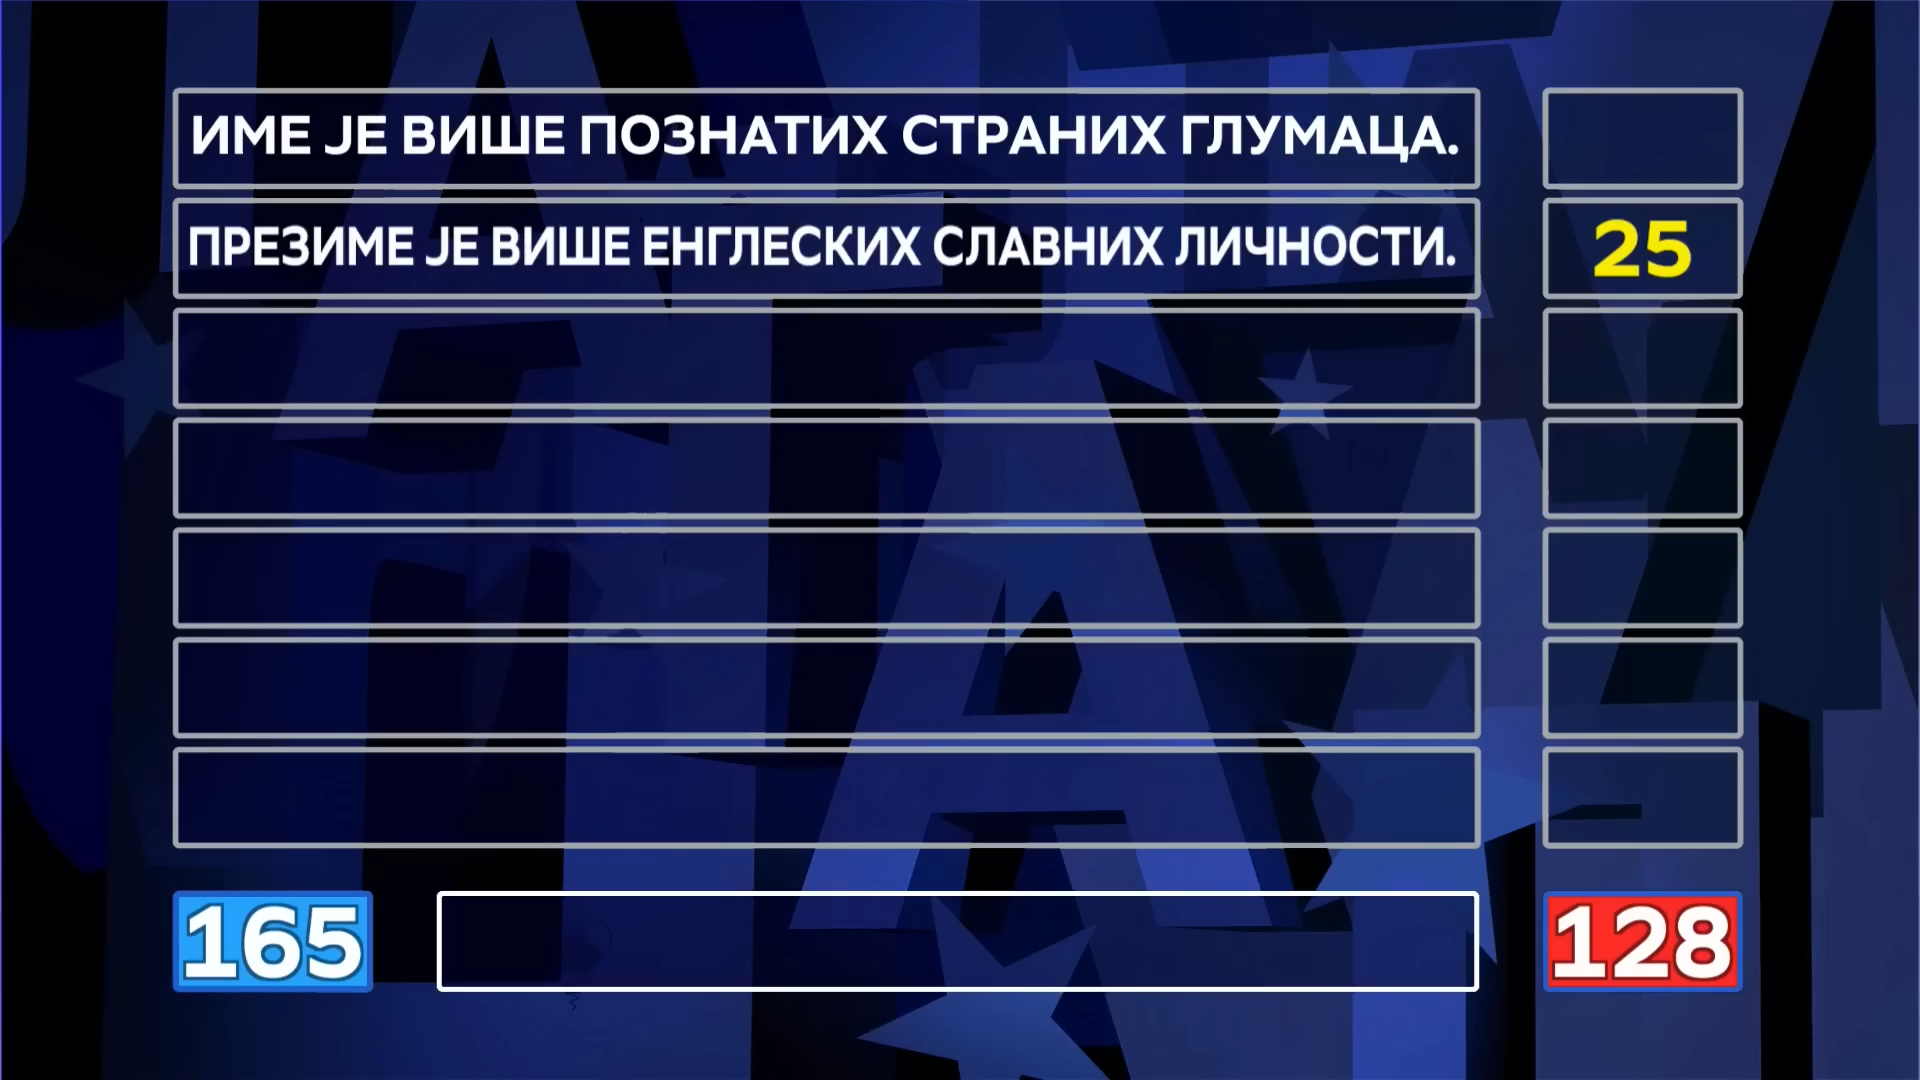 ИМЕ ЈЕ ВИШЕ ПОЗНАТИХ СТРАНИХ ГЛУМАЦА.
ПРЕЗИМЕ ЈЕ ВИШЕ ЕНГЛЕСКИХ СЛАВНИХ ЛИЧНОСТИ. 25
165 128